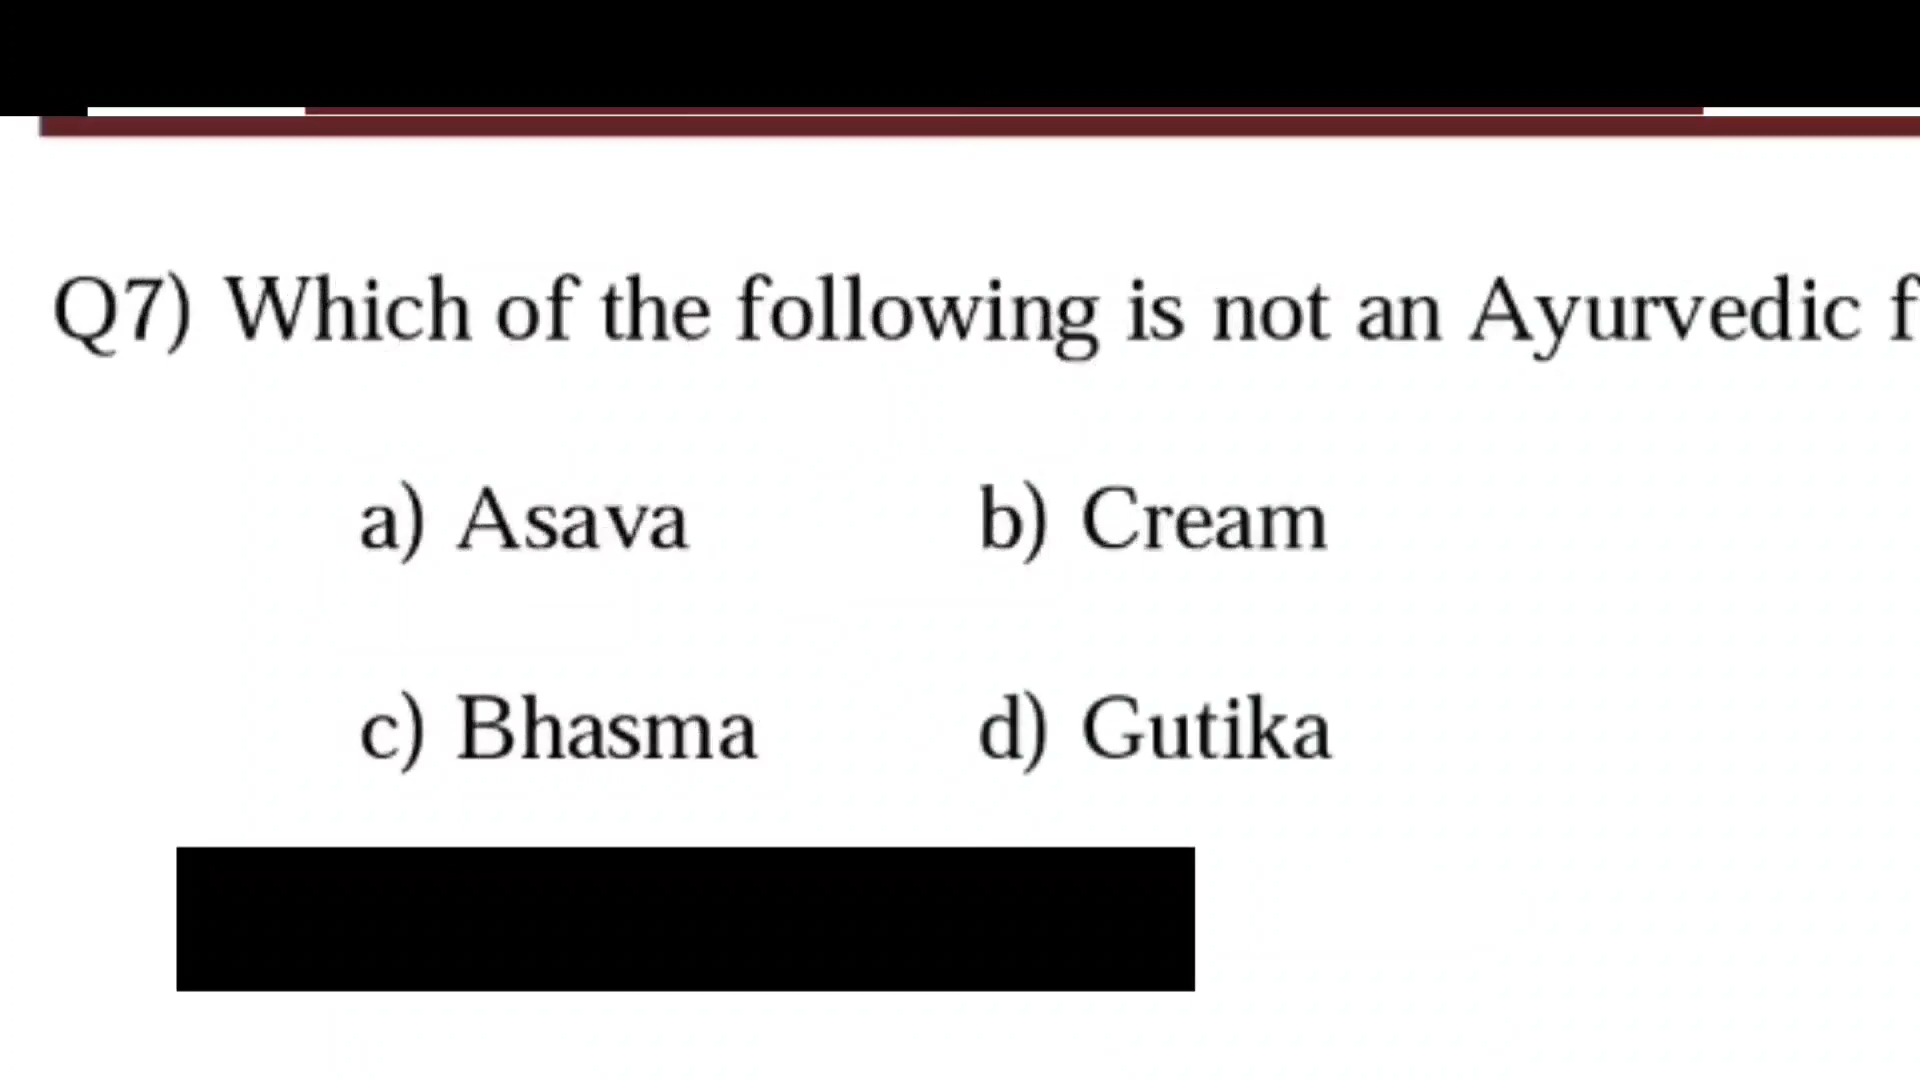 Q7) Which of the following is not an Ayurvedic
a) Asava b) Cream
c) Bhasma d) Gutika